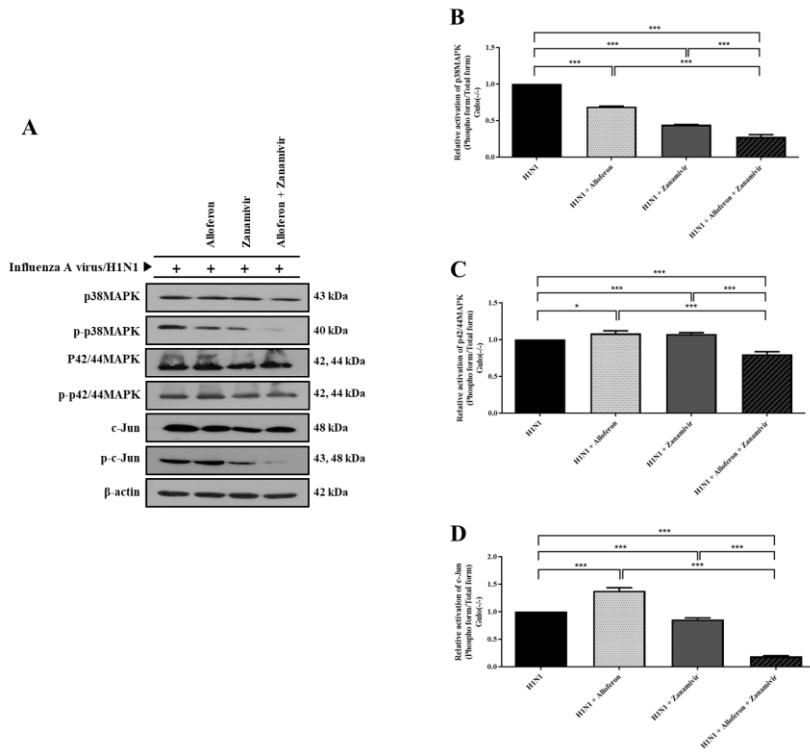 A
Alloferon
Zanamivir
Alloferon + Zanamivir
Influenza A virus/H1N1 ▶ + + + +
p38MAPK 43 kDa
p-p38MAPK 40 kDa
P42/44MAPK 42, 44 kDa
p-p42/44MAPK 42, 44 kDa
c-Jun 48 kDa
p-c-Jun 43, 48 kDa
β-actin 42 kDa
B
***
*** ***
*** ***
Relative activation of p38MAPK
(Phospho form/Total form)
Gulo(-/-)
1.5
1.0
0.5
0.0
H1N1
H1N1 + Alloferon
H1N1 + Zanamivir
H1N1 + Alloferon + Zanamivir
C
***
*** ***
* ***
Relative activation of p42/44MAPK
(Phospho form/Total form)
Gulo(-/-)
1.5
1.0
0.5
0.0
H1N1
H1N1 + Alloferon
H1N1 + Zanamivir
H1N1 + Alloferon + Zanamivir
D
***
*** ***
*** ***
Relative activation of c-Jun
(Phospho form/Total form)
Gulo(-/-)
2.0
1.5
1.0
0.5
0.0
H1N1
H1N1 + Alloferon
H1N1 + Zanamivir
H1N1 + Alloferon + Zanamivir